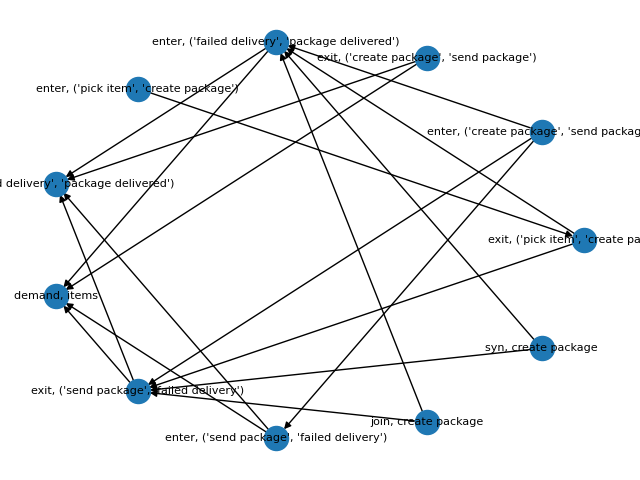 enter, ('failed delivery', 'package delivered')
exit, ('create package', 'send package')
enter, ('pick item', 'create package')
enter, ('create package', 'send packag
d delivery', 'package delivered')
exit, ('pick item', 'create pa
demand, items
syn, create package
exit, ('send package', 'failed delivery')
join, create package
enter, ('send package', 'failed delivery')